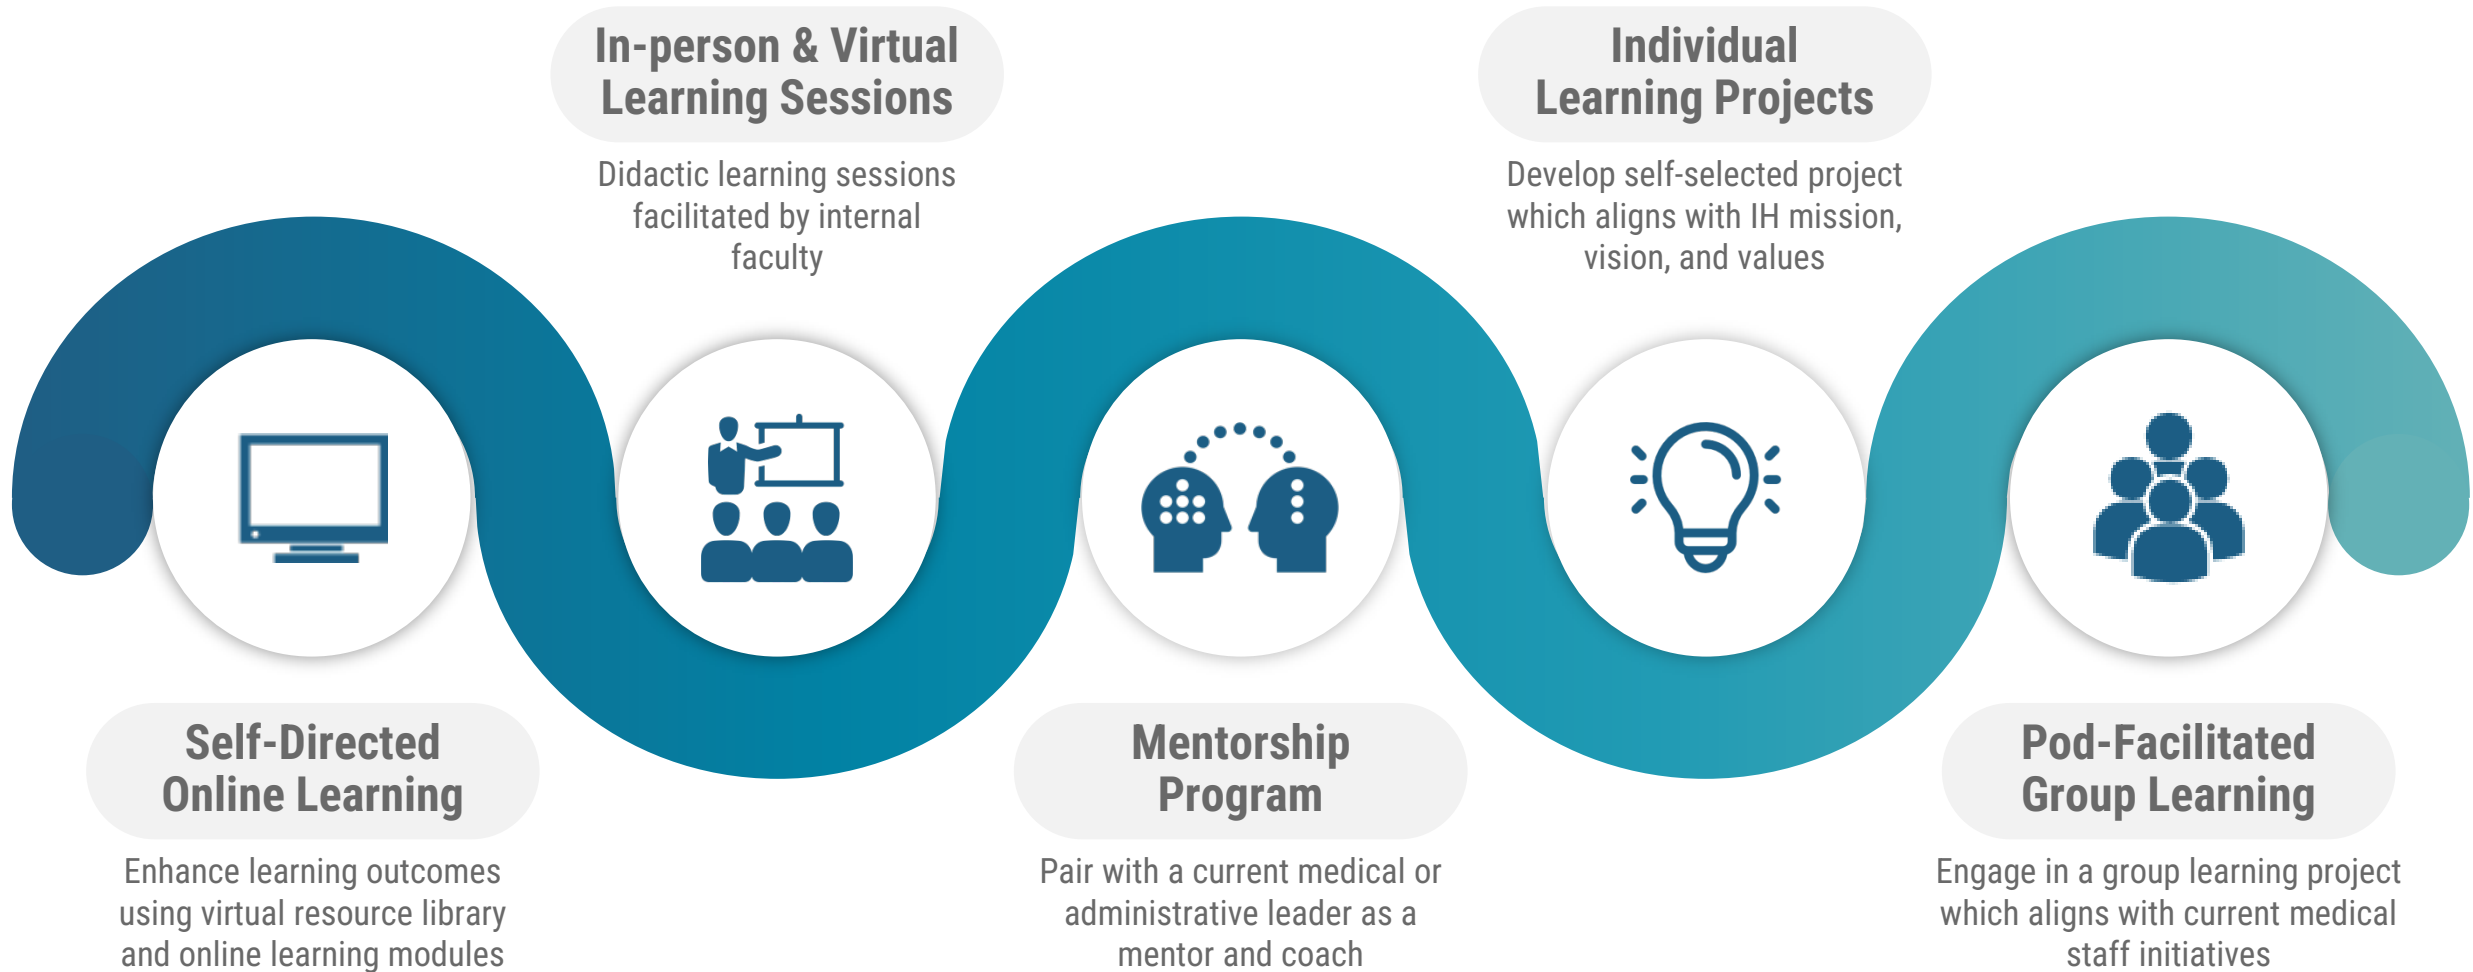 Self-Directed
Online Learning
Enhance learning outcomes
using virtual resource library
and online learning modules
In-person & Virtual
Learning Sessions
Didactic learning sessions
facilitated by internal
faculty
Mentorship
Program
Pair with a current medical or
administrative leader as a
mentor and coach
Individual
Learning Projects
Develop self-selected project
which aligns with IH mission,
vision, and values
Pod-Facilitated
Group Learning
Engage in a group learning project
which aligns with current medical
staff initiatives